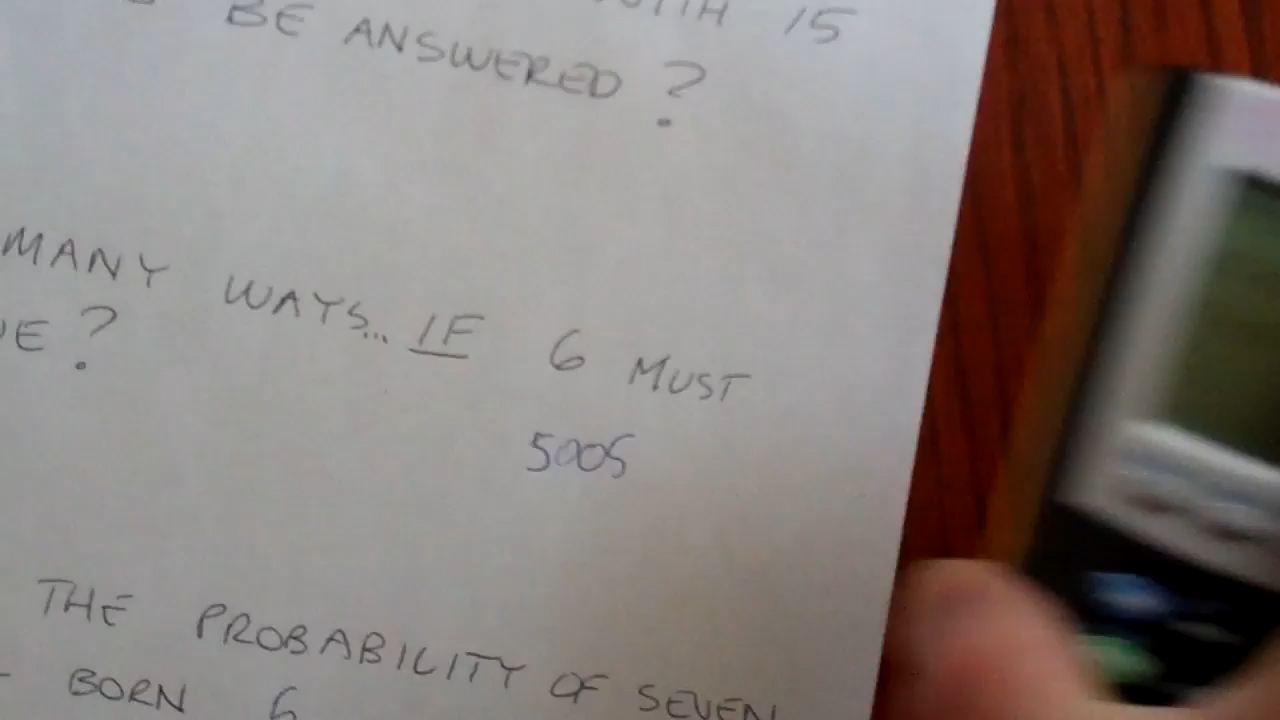 BE ANSWERED?
15
MANY WAYS... IF 6 MUST
?
5005
THE PROBABILITY OF SEVEN
BORN 6